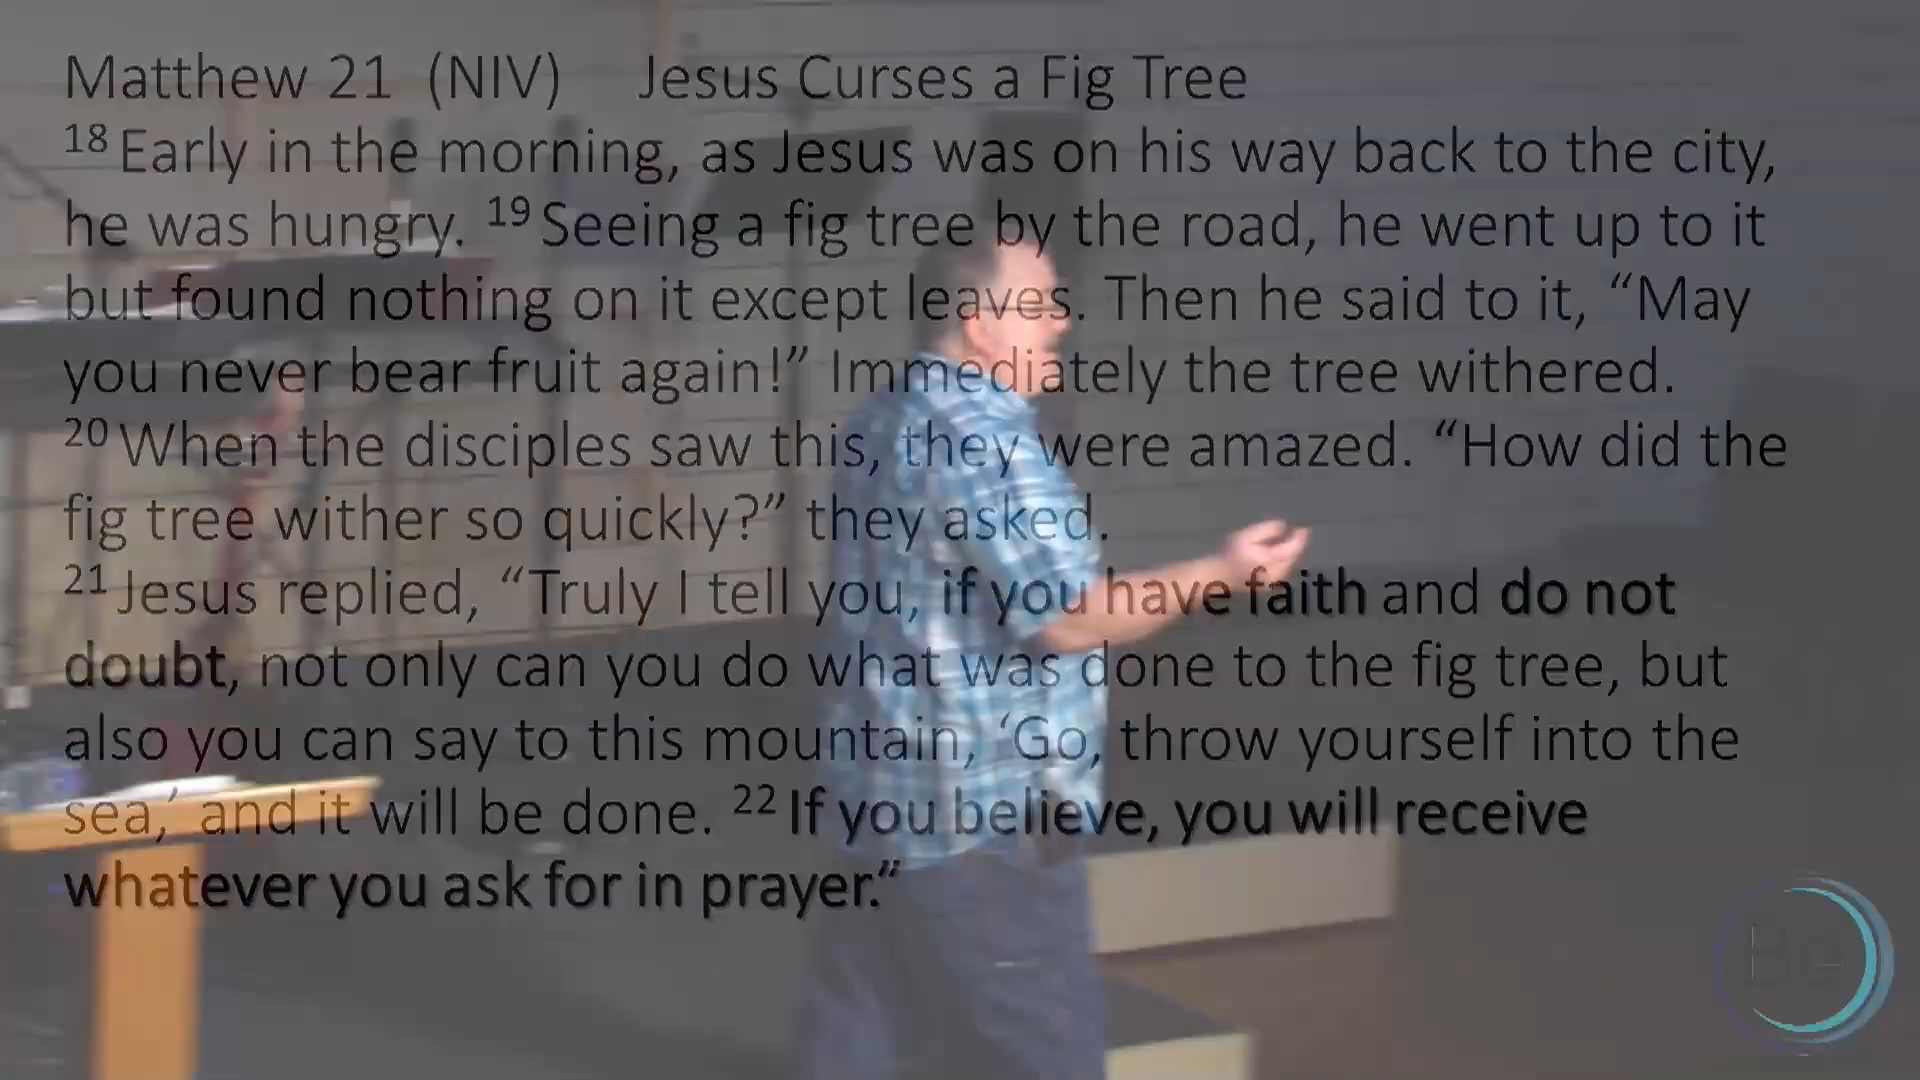 Matthew 21 (NIV) Jesus Curses a Fig Tree
18 Early in the morning, as Jesus was on his way back to the city,
he was hungry. 19 Seeing a fig tree by the road, he went up to it
but found nothing on it except leaves. Then he said to it, “May
you never bear fruit again!” Immediately the tree withered.
20 When the disciples saw this, they were amazed. “How did the
fig tree wither so quickly?” they asked.
21 Jesus replied, “Truly I tell you, if you have faith and do not
doubt, not only can you do what was done to the fig tree, but
also you can say to this mountain, ‘Go, throw yourself into the
sea,’ and it will be done. 22 If you believe, you will receive
whatever you ask for in prayer.”
Be